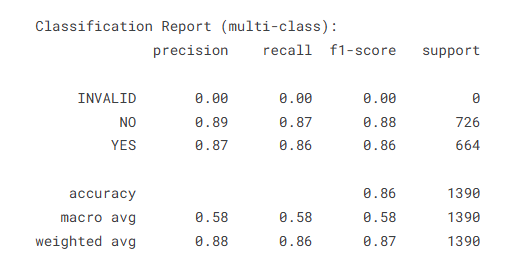 Classification Report (multi-class):
precision recall f1-score support
INVALID 0.00 0.00 0.00 0
NO 0.89 0.87 0.88 726
YES 0.87 0.86 0.86 664
accuracy 0.86 1390
macro avg 0.58 0.58 0.58 1390
weighted avg 0.88 0.86 0.87 1390